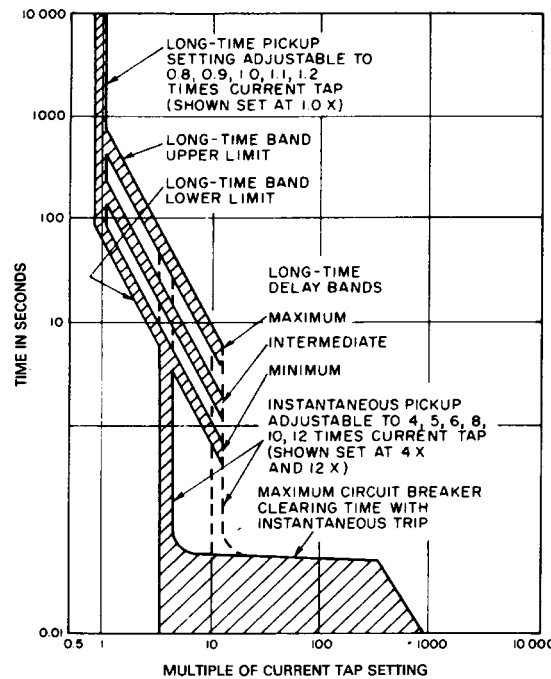 10 000
LONG-TIME PICKUP
SETTING ADJUSTABLE TO
0.8, 0.9, 1.0, 1.1, 1.2
TIMES CURRENT TAP
(SHOWN SET AT 1.0 X)
1000
LONG-TIME BAND
UPPER LIMIT
LONG-TIME BAND
LOWER LIMIT
100
LONG-TIME
DELAY BANDS
MAXIMUM
10
INTERMEDIATE
MINIMUM
INSTANTANEOUS PICKUP
ADJUSTABLE TO 4, 5, 6, 8,
10, 12 TIMES CURRENT TAP
(SHOWN SET AT 4 X
AND 12 X)
MAXIMUM CIRCUIT BREAKER
CLEARING TIME WITH
INSTANTANEOUS TRIP
0.01
TIME IN SECONDS
0.5 1 10 100 1000 10 000
MULTIPLE OF CURRENT TAP SETTING